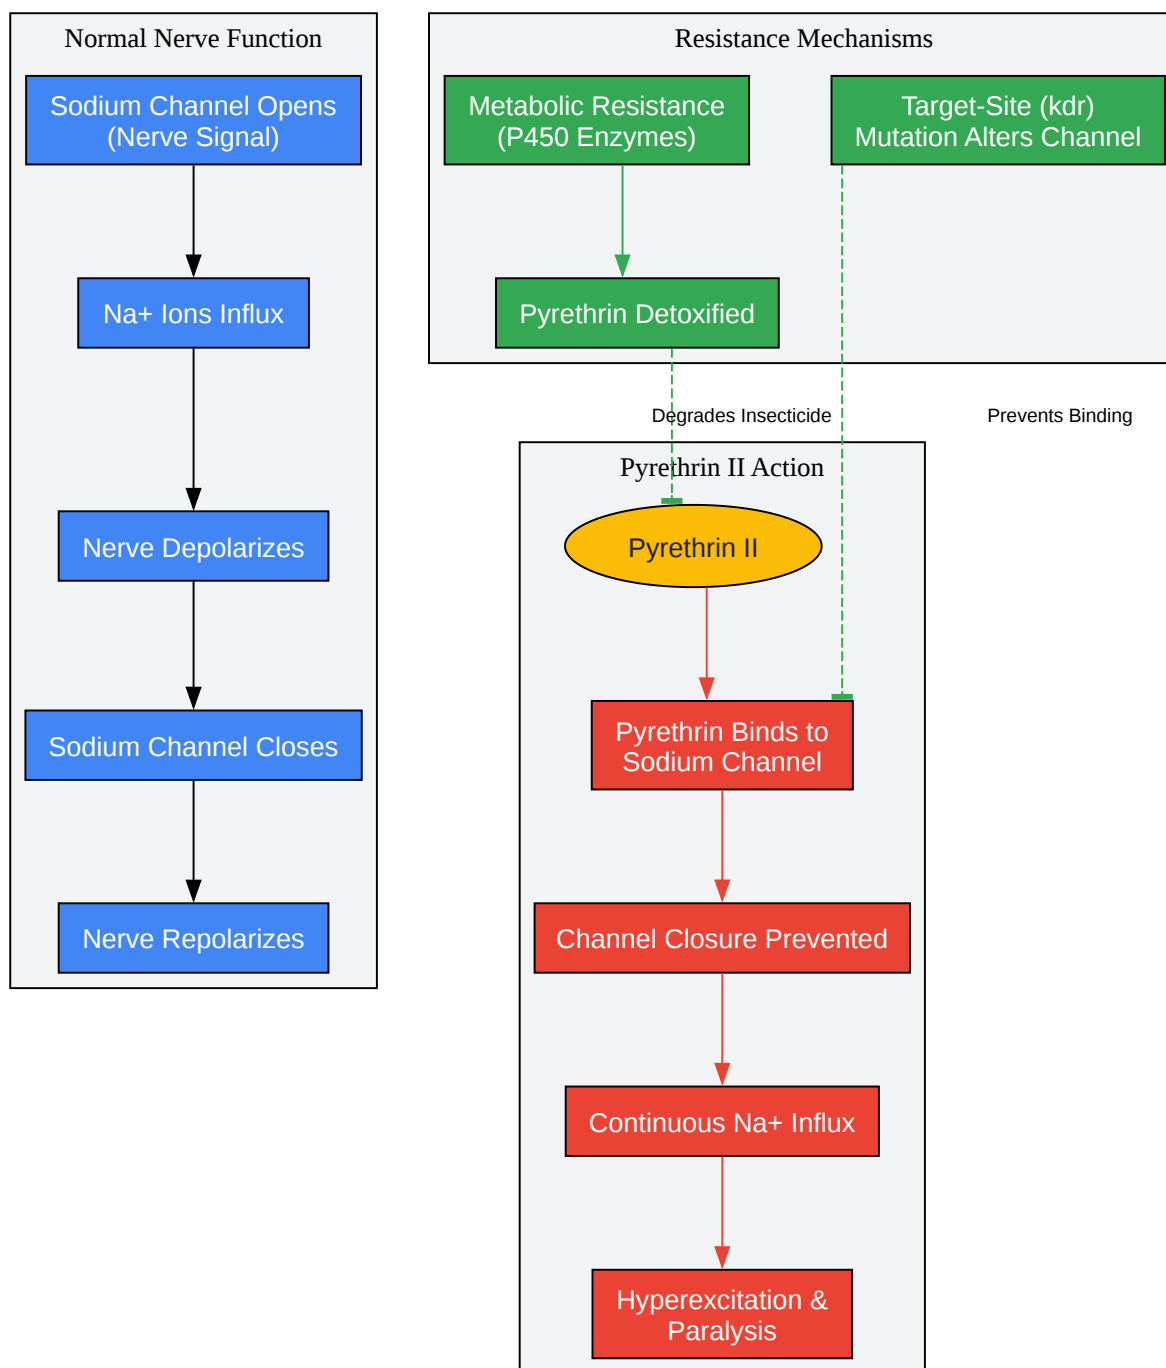 Normal Nerve Function
Sodium Channel Opens
(Nerve Signal)
Na+ Ions Influx
Nerve Depolarizes
Sodium Channel Closes
Nerve Repolarizes
Resistance Mechanisms
Metabolic Resistance
(P450 Enzymes)
Target-Site (kdr)
Mutation Alters Channel
Pyrethrin Detoxified
Degrades Insecticide
Prevents Binding
Pyrethrin II Action
Pyrethrin II
Pyrethrin Binds to
Sodium Channel
Channel Closure Prevented
Continuous Na+ Influx
Hyperexcitation &
Paralysis